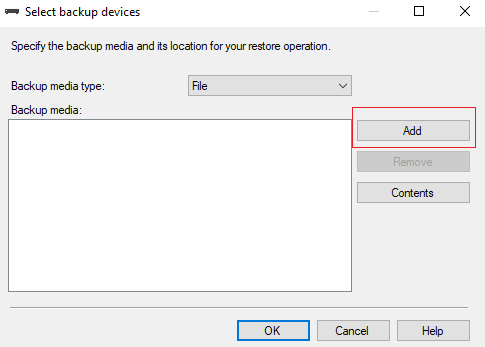 Select backup devices
Specify the backup media and its location for your restore operation.
Backup media type:
File
Backup media:
Add
Remove
Contents
OK
Cancel
Help